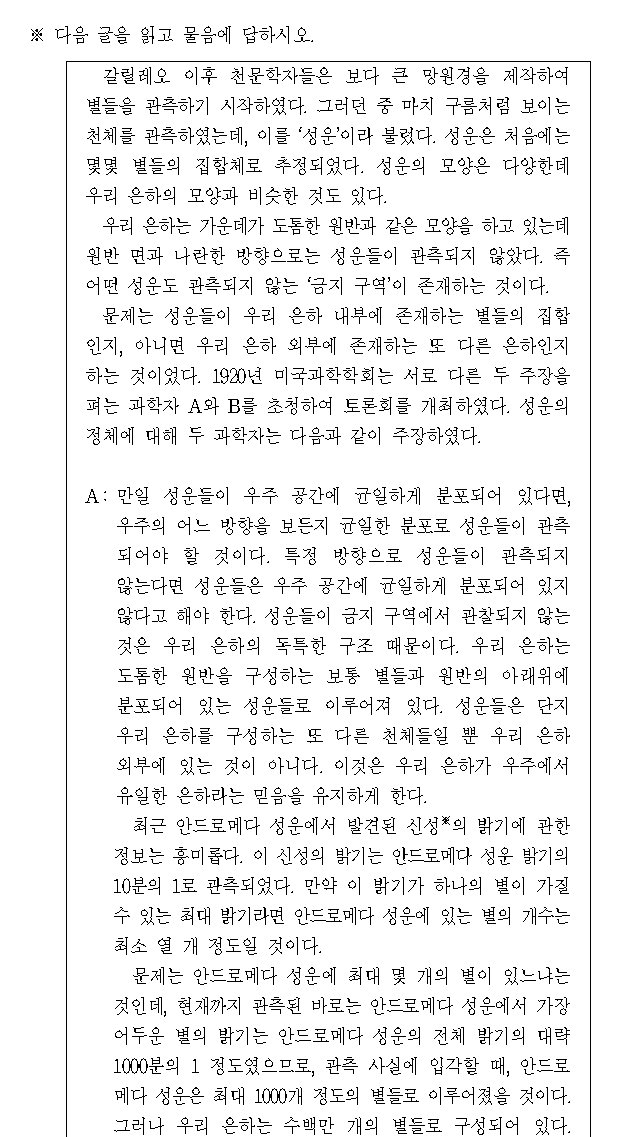 ※ 다음 글을 읽고 물음에 답하시오.
갈릴레오 이후 천문학자들은 보다 큰 망원경을 제작하여
별들을 관측하기 시작하였다. 그러던 중 마치 구름처럼 보이는
천체를 관측하였는데, 이를 ‘성운’이라 불렀다. 성운은 처음에는
몇몇 별들의 집합체로 추정되었다. 성운의 모양은 다양한데
우리 은하의 모양과 비슷한 것도 있다.
우리 은하는 가운데가 도톰한 원반과 같은 모양을 하고 있는데
원반 면과 나란한 방향으로는 성운들이 관측되지 않았다. 즉
어떤 성운도 관측되지 않는 ‘금지 구역’이 존재하는 것이다.
문제는 성운들이 우리 은하 내부에 존재하는 별들의 집합
인지, 아니면 우리 은하 외부에 존재하는 또 다른 은하인지
하는 것이었다. 1920년 미국과학학회는 서로 다른 두 주장을
펴는 과학자 A와 B를 초청하여 토론회를 개최하였다. 성운의
정체에 대해 두 과학자는 다음과 같이 주장하였다.
A : 만일 성운들이 우주 공간에 균일하게 분포되어 있다면,
우주의 어느 방향을 보든지 균일한 분포로 성운들이 관측
되어야 할 것이다. 특정 방향으로 성운들이 관측되지
않는다면 성운들은 우주 공간에 균일하게 분포되어 있지
않다고 해야 한다. 성운들이 금지 구역에서 관찰되지 않는
것은 우리 은하의 독특한 구조 때문이다. 우리 은하는
도톰한 원반을 구성하는 보통 별들과 원반의 아래위에
분포되어 있는 성운들로 이루어져 있다. 성운들은 단지
우리 은하를 구성하는 또 다른 천체들일 뿐 우리 은하
외부에 있는 것이 아니다. 이것은 우리 은하가 우주에서
유일한 은하라는 믿음을 유지하게 한다.
최근 안드로메다 성운에서 발견된 신성※의 밝기에 관한
정보는 흥미롭다. 이 신성의 밝기는 안드로메다 성운 밝기의
10분의 1로 관측되었다. 만약 이 밝기가 하나의 별이 가질
수 있는 최대 밝기라면 안드로메다 성운에 있는 별의 개수는
최소 열 개 정도일 것이다.
문제는 안드로메다 성운에 최대 몇 개의 별이 있느냐는
것인데, 현재까지 관측된 바로는 안드로메다 성운에서 가장
어두운 별의 밝기는 안드로메다 성운의 전체 밝기의 대략
1000분의 1 정도였으므로, 관측 사실에 입각할 때, 안드로
메다 성운은 최대 1000개 정도의 별들로 이루어졌을 것이다.
그러나 우리 은하는 수백만 개의 별들로 구성되어 있다.